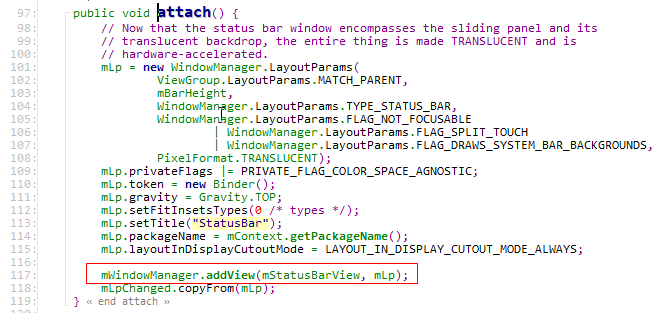 97: public void attach() {
98: // Now that the status bar window encompasses the sliding panel and its
99: // translucent backdrop, the entire thing is made TRANSLUCENT and is
100: // hardware-accelerated.
101: mLp = new WindowManager.LayoutParams(
102: ViewGroup.LayoutParams.MATCH_PARENT,
103: mBarHeight,
104: WindowManager.LayoutParams.TYPE_STATUS_BAR,
105: WindowManager.LayoutParams.FLAG_NOT_FOCUSABLE
106: | WindowManager.LayoutParams.FLAG_SPLIT_TOUCH
107: | WindowManager.LayoutParams.FLAG_DRAWS_SYSTEM_BAR_BACKGROUNDS,
108: PixelFormat.TRANSLUCENT);
109: mLp.privateFlags |= PRIVATE_FLAG_COLOR_SPACE_AGNOSTIC;
110: mLp.token = new Binder();
111: mLp.gravity = Gravity.TOP;
112: mLp.setFitInsetsTypes(0 /* types */);
113: mLp.setTitle("StatusBar");
114: mLp.packageName = mContext.getPackageName();
115: mLp.layoutInDisplayCutoutMode = LAYOUT_IN_DISPLAY_CUTOUT_MODE_ALWAYS;
116:
117: mWindowManager.addView(mStatusBarView, mLp);
118: mLpChanged.copyFrom(mLp);
119: } « end attach »